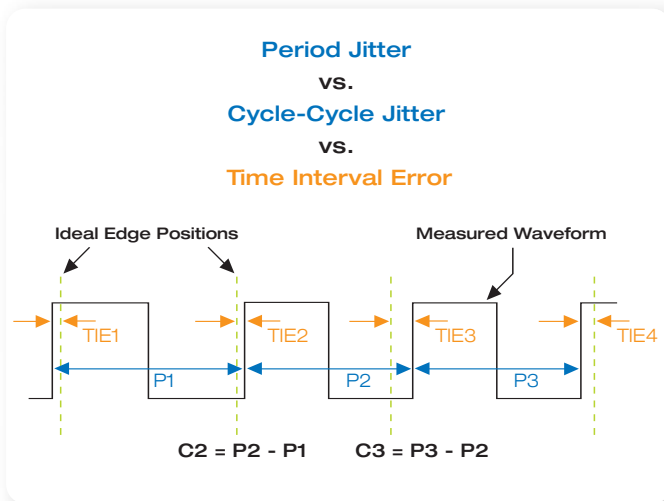 Period Jitter
vs.
Cycle-Cycle Jitter
vs.
Time Interval Error
Ideal Edge Positions
Measured Waveform
TIE1
TIE2
TIE3
TIE4
P1
P2
P3
C2 = P2 - P1
C3 = P3 - P2